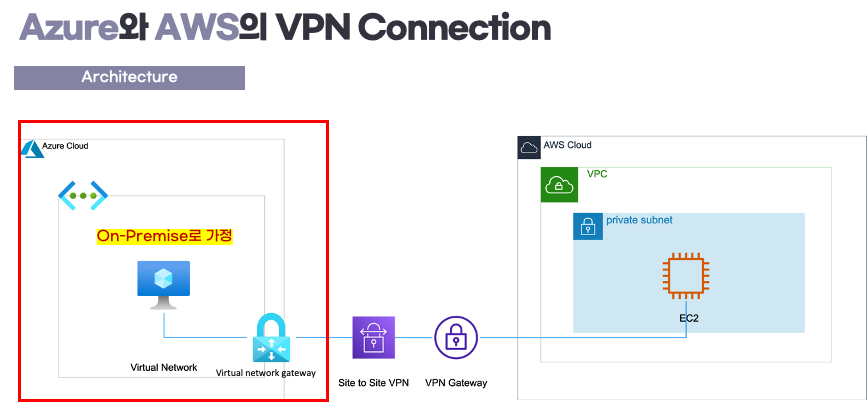 Azure와 AWS의 VPN Connection
Architecture
Azure Cloud
On-Premise로 가정
Virtual Network
Virtual network gateway
Site to Site VPN
VPN Gateway
AWS Cloud
VPC
private subnet
EC2